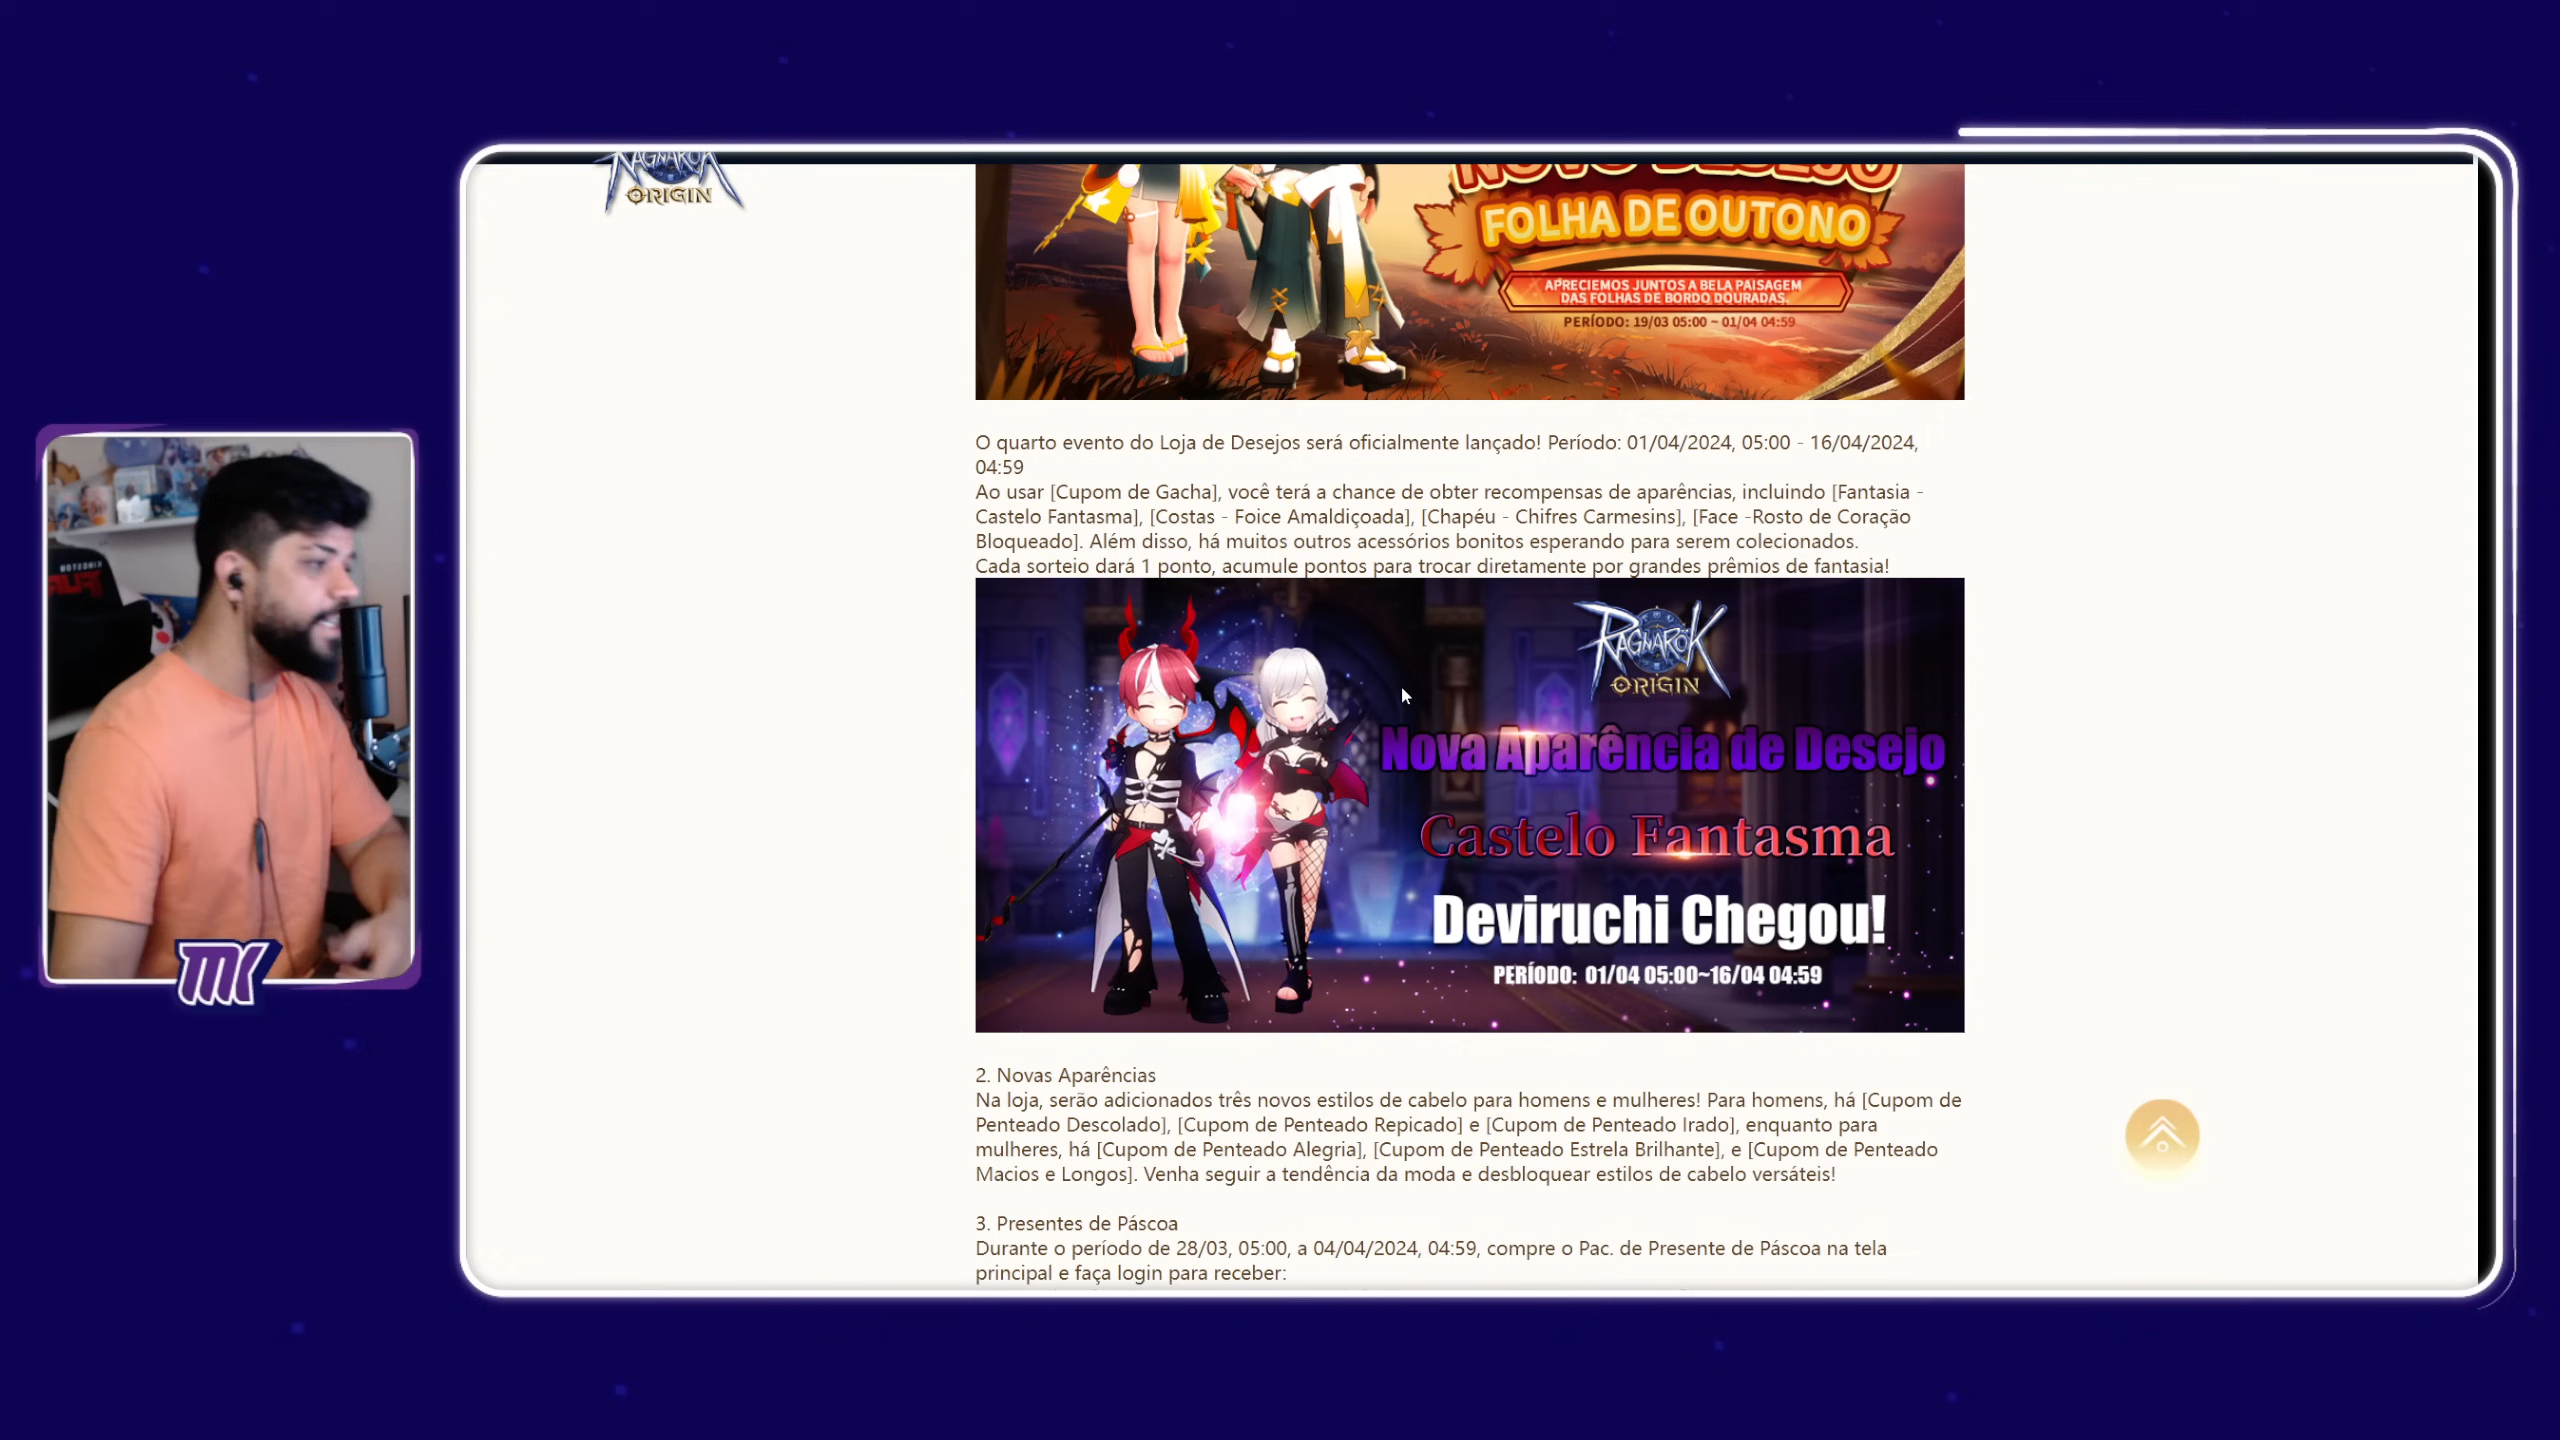 RAGNARÖK
ORIGIN
NOVO DESEJO
FOLHA DE OUTONO
APRECIEMOS JUNTOS A BELA PAISAGEM
DAS FOLHAS DE BORDO DOURADAS.
PERÍODO: 19/03 05:00 ~ 01/04 04:59
O quarto evento do Loja de Desejos será oficialmente lançado! Período: 01/04/2024, 05:00 - 16/04/2024,
04:59
Ao usar [Cupom de Gacha], você terá a chance de obter recompensas de aparências, incluindo [Fantasia -
Castelo Fantasma], [Costas - Foice Amaldiçoada], [Chapéu - Chifres Carmesins], [Face -Rosto de Coração
Bloqueado]. Além disso, há muitos outros acessórios bonitos esperando para serem colecionados.
Cada sorteio dará 1 ponto, acumule pontos para trocar diretamente por grandes prêmios de fantasia!
RAGNARÖK
ORIGIN
Nova Aparência de Desejo
Castelo Fantasma
Deviruchi Chegou!
PERÍODO: 01/04 05:00~16/04 04:59
MK
2. Novas Aparências
Na loja, serão adicionados três novos estilos de cabelo para homens e mulheres! Para homens, há [Cupom de
Penteado Descolado], [Cupom de Penteado Repicado] e [Cupom de Penteado Irado], enquanto para
mulheres, há [Cupom de Penteado Alegria], [Cupom de Penteado Estrela Brilhante], e [Cupom de Penteado
Macios e Longos]. Venha seguir a tendência da moda e desbloquear estilos de cabelo versáteis!
3. Presentes de Páscoa
Durante o período de 28/03, 05:00, a 04/04/2024, 04:59, compre o Pac. de Presente de Páscoa na tela
principal e faça login para receber: